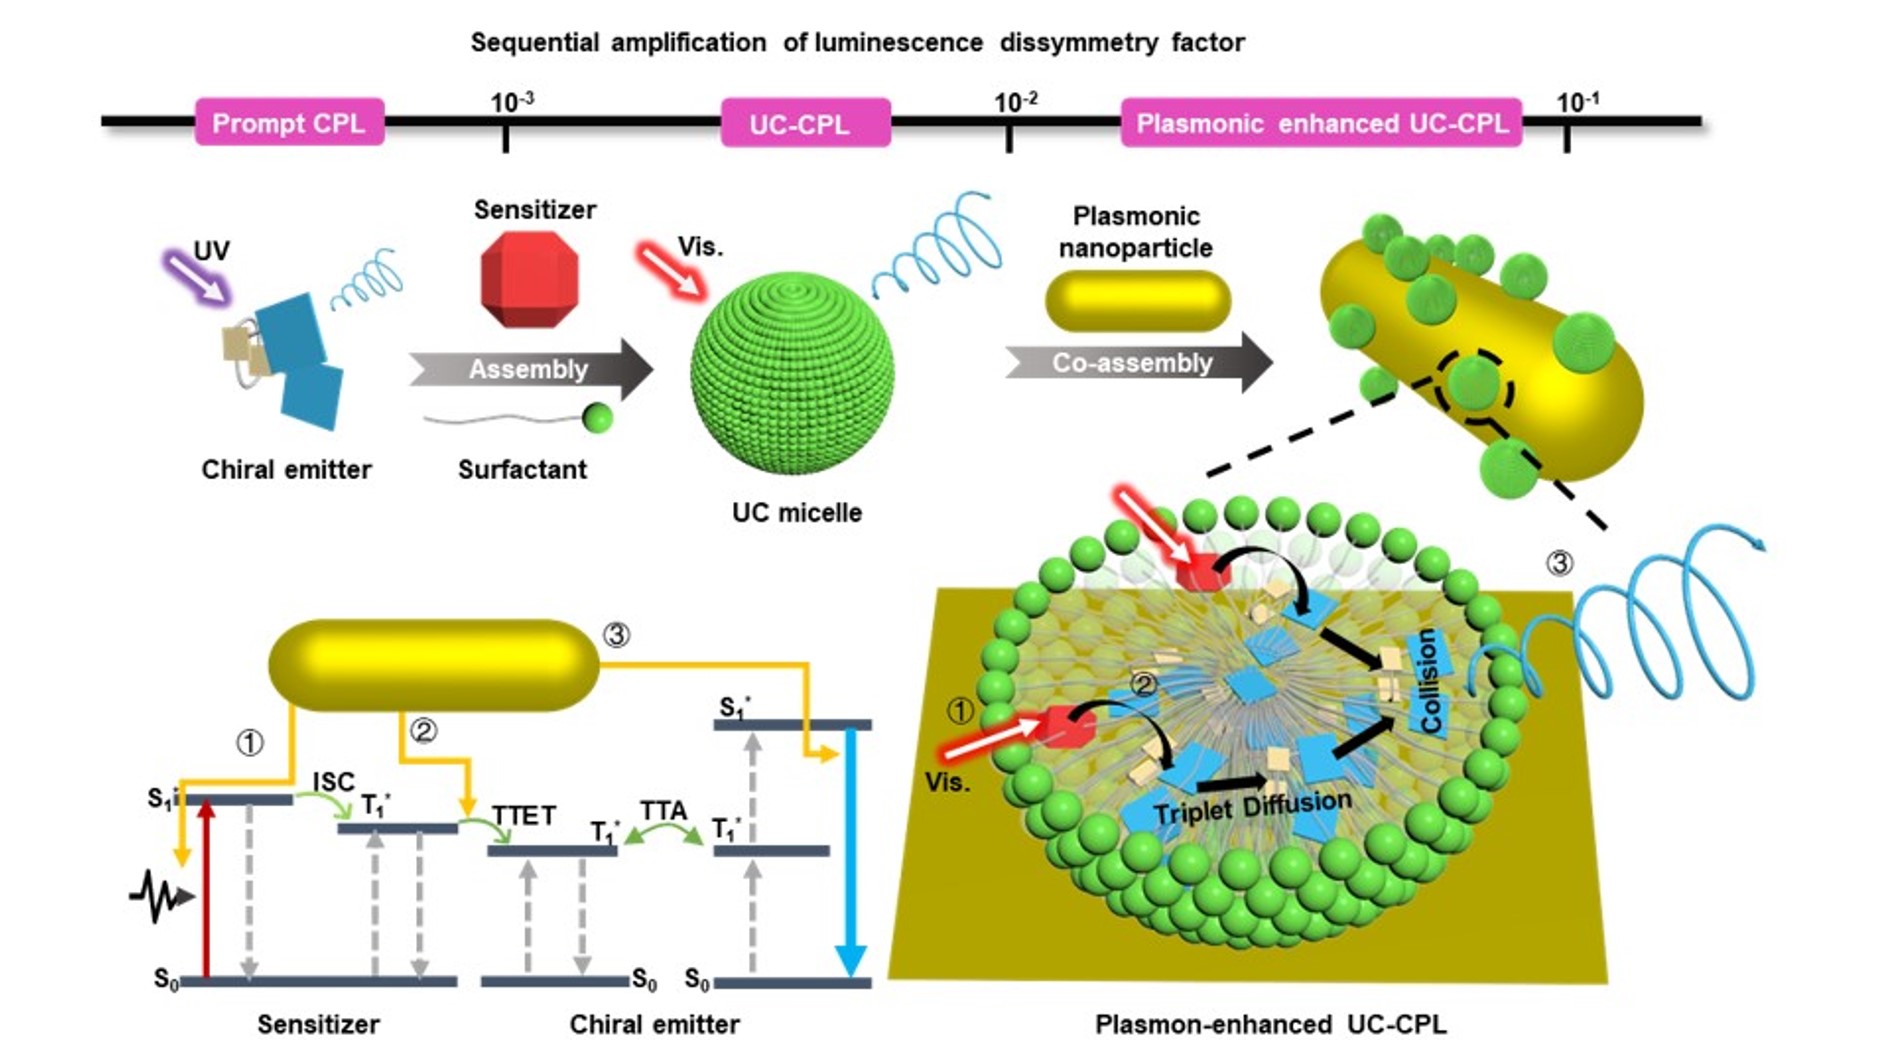 Sequential amplification of luminescence dissymmetry factor
10-3
10-2
10-1
Prompt CPL
UC-CPL
Plasmonic enhanced UC-CPL
UV
Sensitizer
Vis.
Plasmonic
nanoparticle
Assembly
Co-assembly
Chiral emitter
Surfactant
UC micelle
③
③
S1*
②
Collision
①
①
②
Vis.
ISC
S1*
T1*
TTET
T1*
TTA
T1*
Triplet Diffusion
S0
S0
S0
Sensitizer
Chiral emitter
Plasmon-enhanced UC-CPL